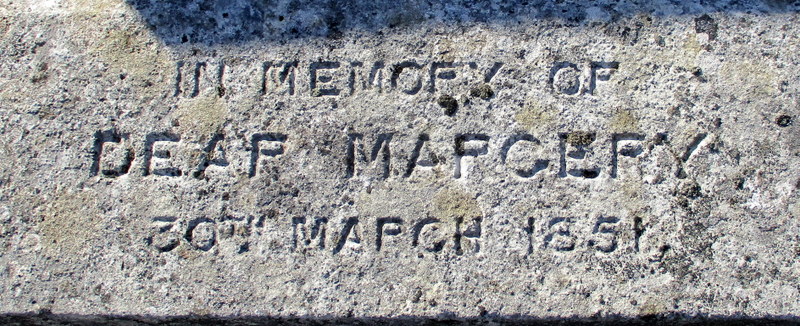 IN MEMORY OF
DEAR MARGERY
30TH MARCH 1851